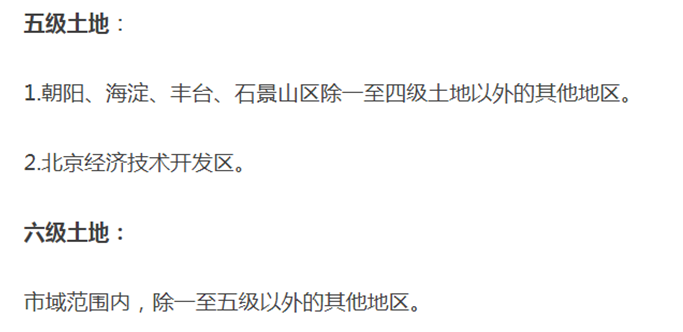 五级土地：
1.朝阳、海淀、丰台、石景山区除一至四级土地以外的其他地区。
2.北京经济技术开发区。
六级土地：
市域范围内，除一至五级以外的其他地区。